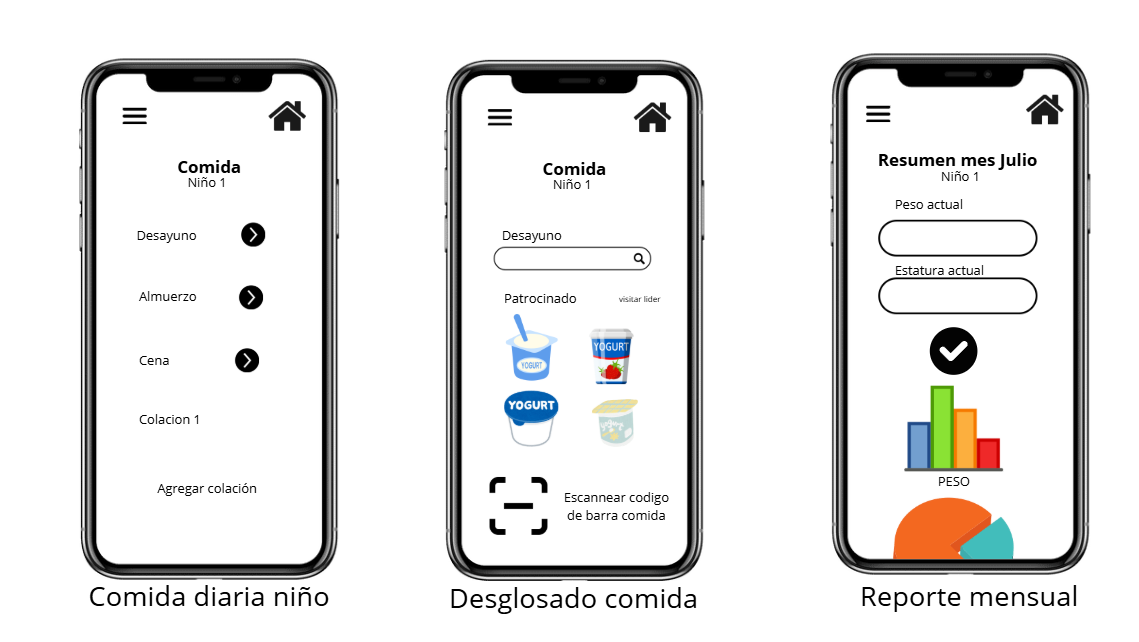 Comida
Niño 1
Desayuno
Almuerzo
Cena
Colacion 1
Agregar colación
Comida diaria niño
Comida
Niño 1
Desayuno
Patrocinado
visitar lider
YOGURT
YOGURT
YOGURT
yogurt
Escannear codigo
de barra comida
Desglosado comida
Resumen mes Julio
Niño 1
Peso actual
Estatura actual
PESO
Reporte mensual